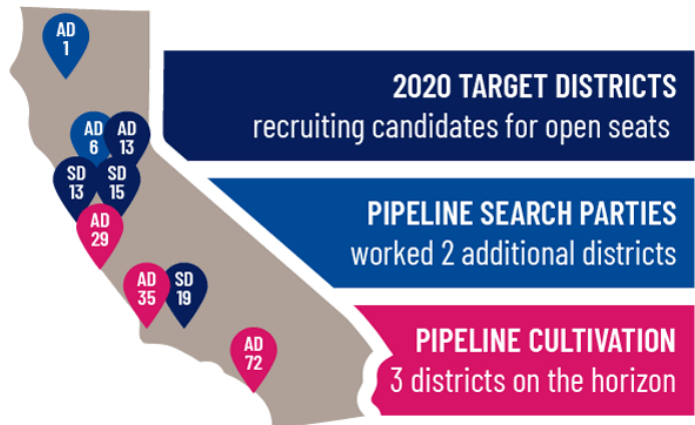 AD
1
AD
6
AD
13
SD
13
SD
15
AD
29
AD
35
SD
19
AD
72
2020 TARGET DISTRICTS
recruiting candidates for open seats
PIPELINE SEARCH PARTIES
worked 2 additional districts
PIPELINE CULTIVATION
3 districts on the horizon